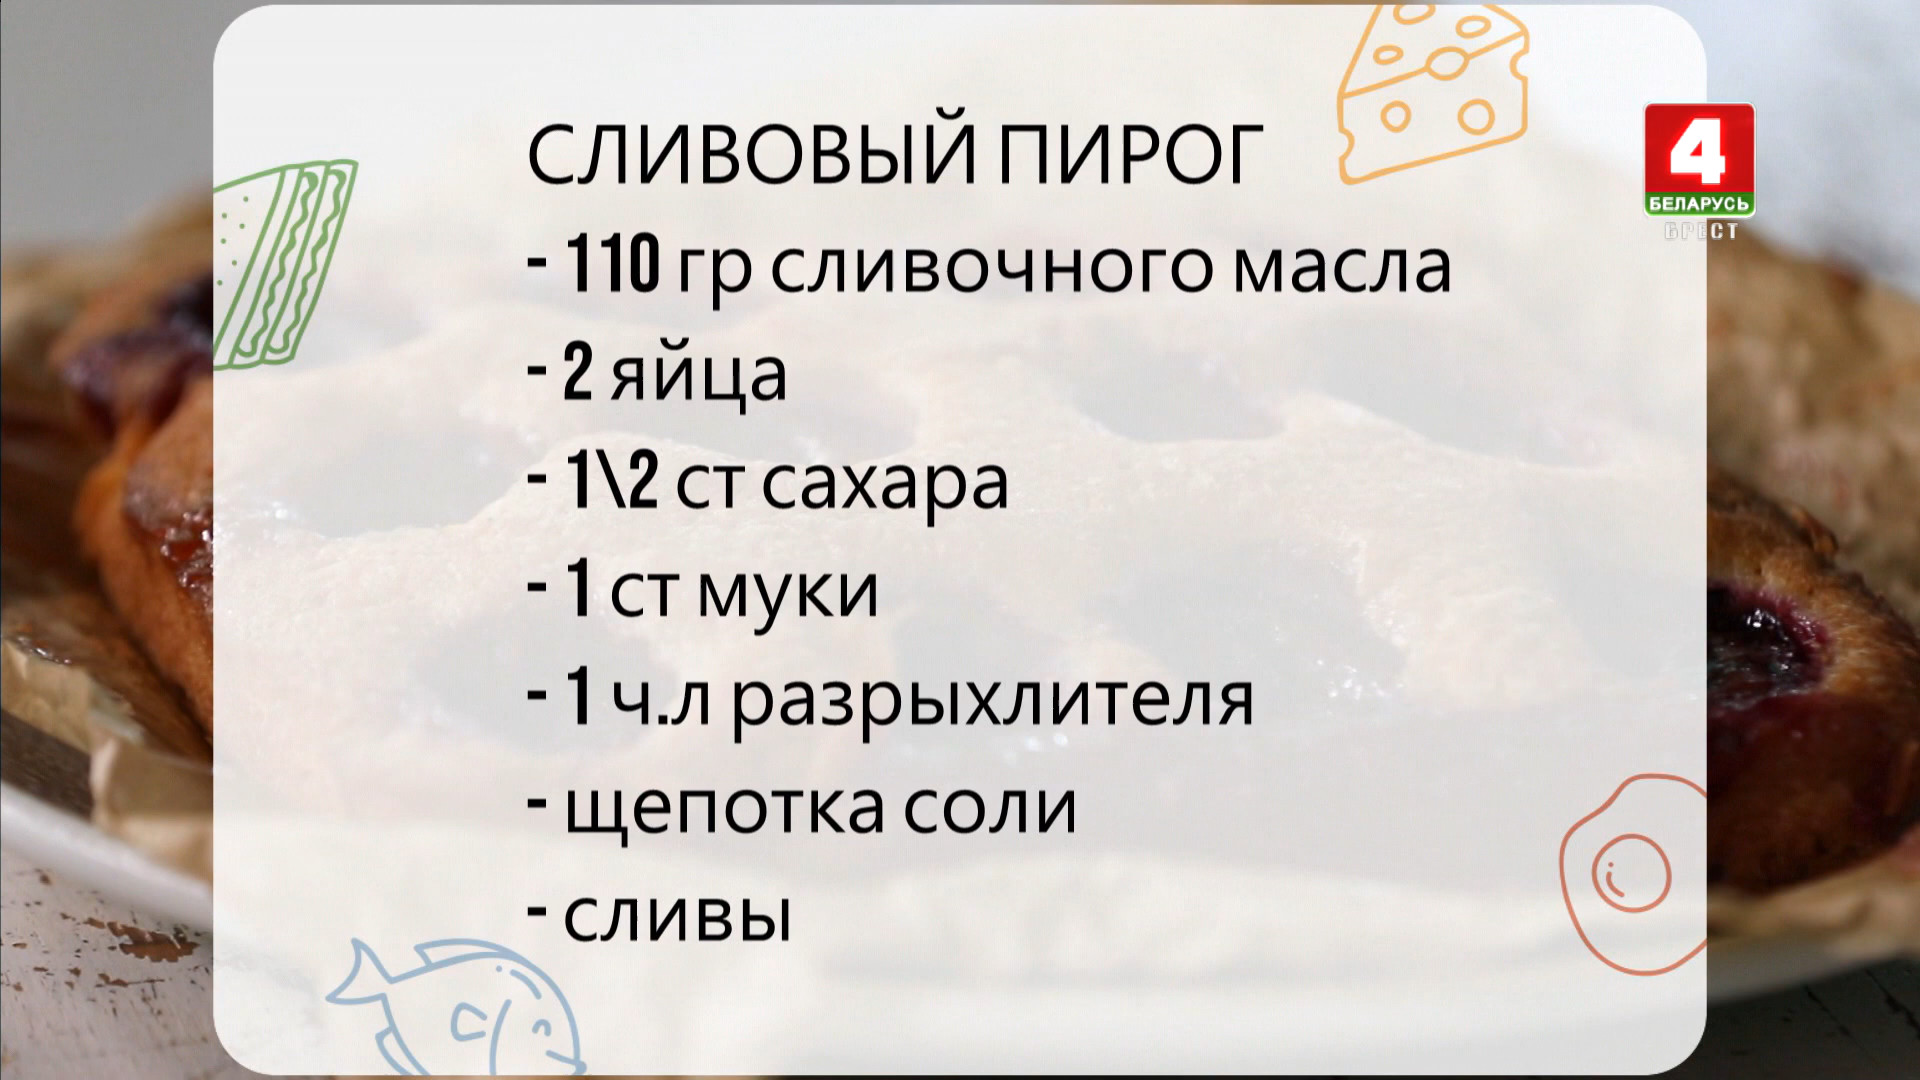 СЛИВОВЫЙ ПИРОГ
- 110 гр сливочного масла
- 2 яйца
- 1\2 ст сахара
- 1 ст муки
- 1 ч.л разрыхлителя
- щепотка соли
- сливы
4
БЕЛАРУСЬ
БРЕСТ